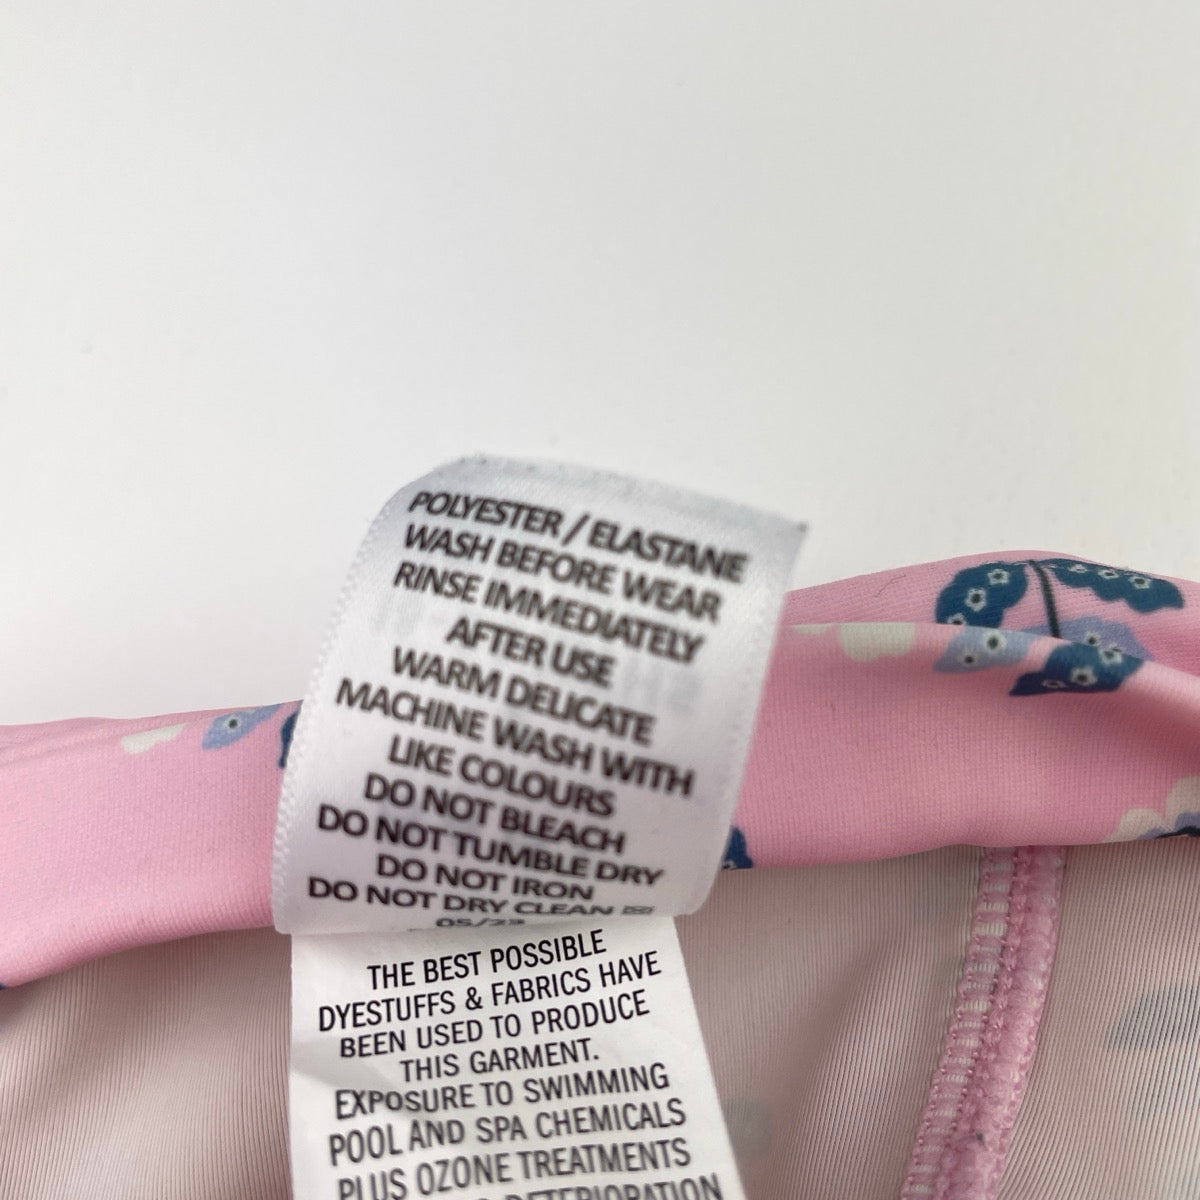 POLYESTER / ELASTANE
WASH BEFORE WEAR
RINSE IMMEDIATELY
AFTER USE
WARM DELICATE
MACHINE WASH WITH
LIKE COLOURS
DO NOT BLEACH
DO NOT TUMBLE DRY
DO NOT IRON
DO NOT DRY CLEAN
THE BEST POSSIBLE
DYESTUFFS & FABRICS HAVE
BEEN USED TO PRODUCE
THIS GARMENT.
EXPOSURE TO SWIMMING
POOL AND SPA CHEMICALS
PLUS OZONE TREATMENTS
DETERIORATION